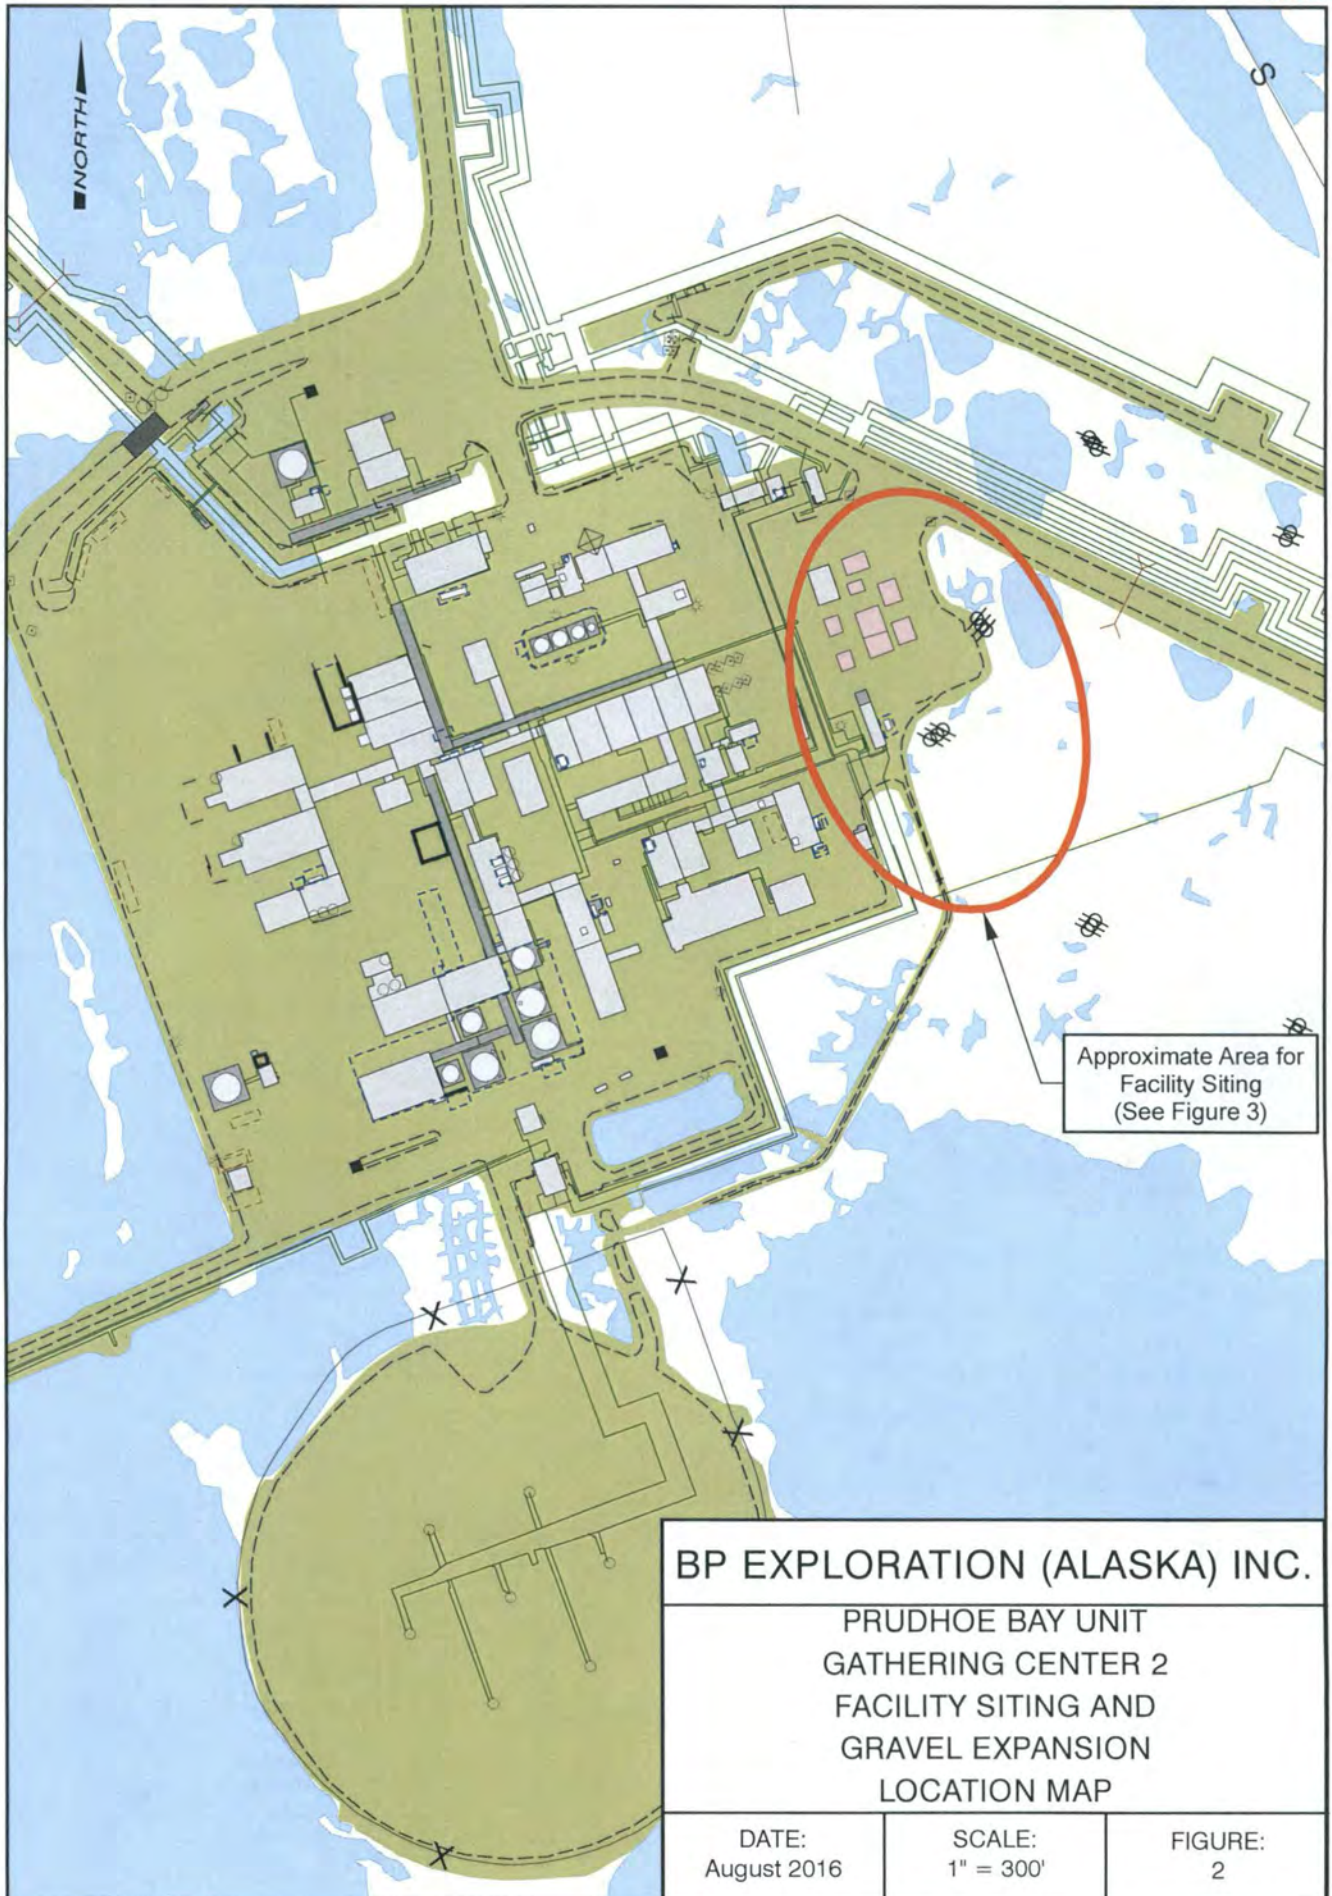 NORTH
S
Approximate Area for
Facility Siting
(See Figure 3)
X
X
X
X
X
BP EXPLORATION (ALASKA) INC.
PRUDHOE BAY UNIT
GATHERING CENTER 2
FACILITY SITING AND
GRAVEL EXPANSION
LOCATION MAP
DATE:
August 2016
SCALE:
1" = 300'
FIGURE:
2